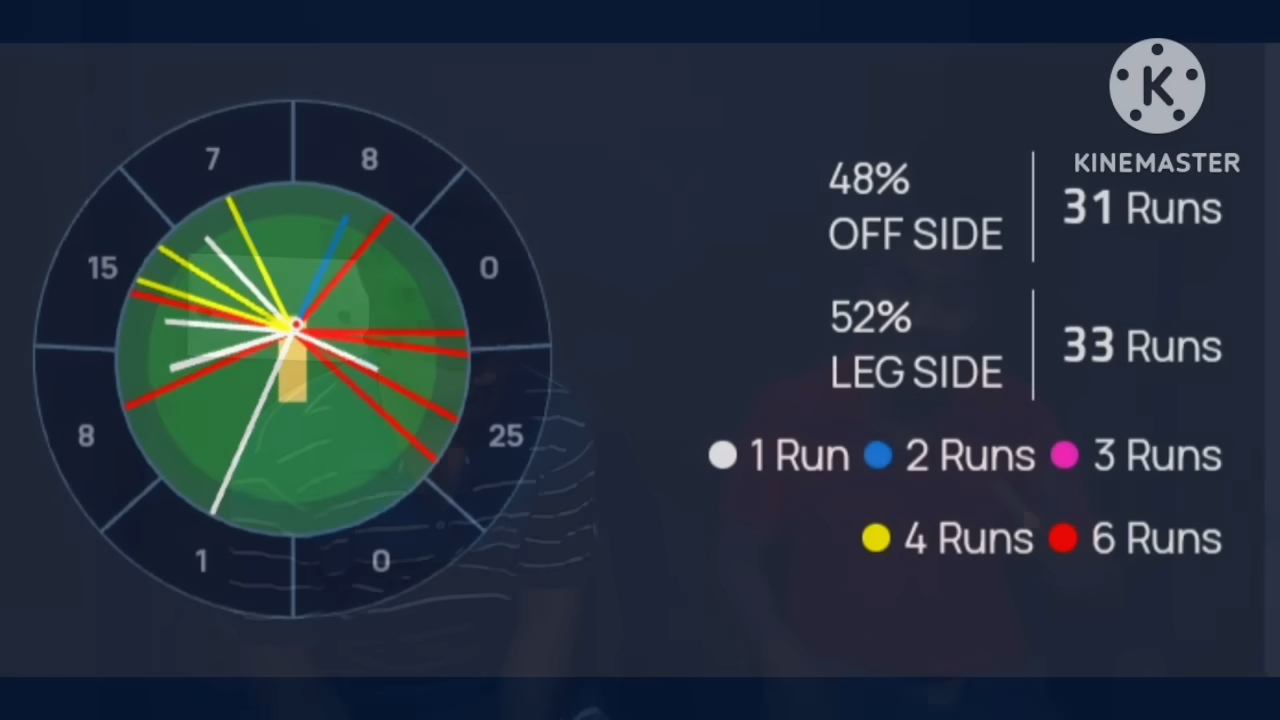 K
KINEMASTER
7
8
15
0
8
25
1
0
48%
OFF SIDE
31 Runs
52%
LEG SIDE
33 Runs
1 Run 2 Runs 3 Runs
4 Runs 6 Runs